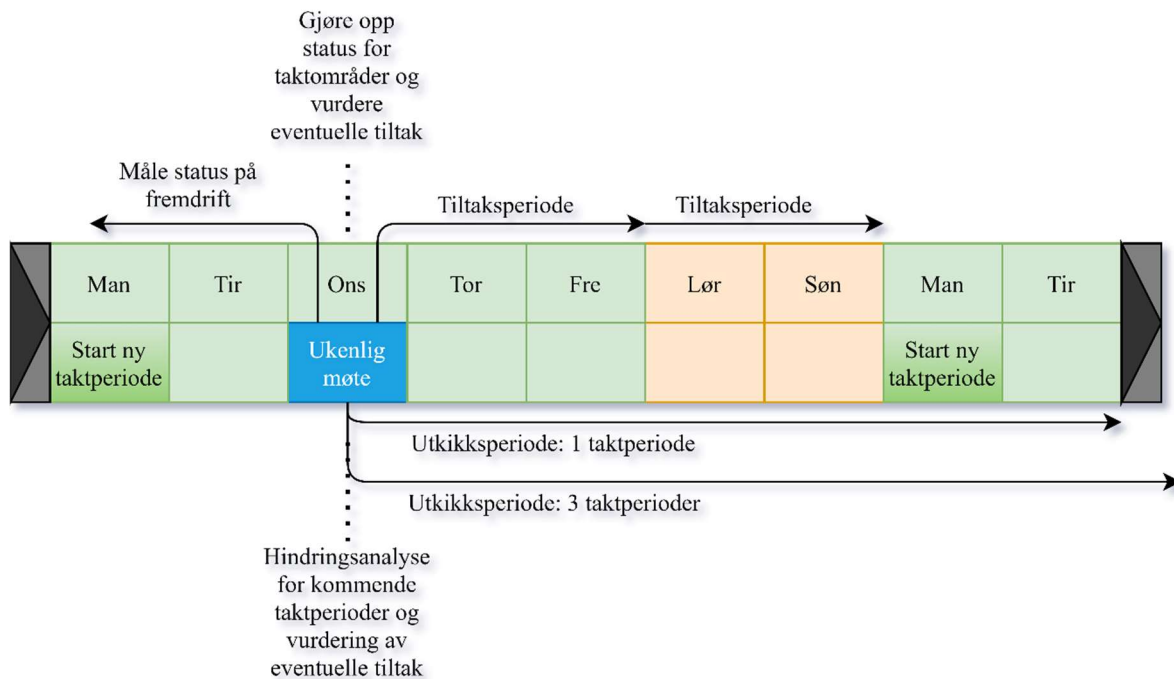 Gjøre opp
status for
taktområder og
vurdere
eventuelle tiltak
Måle status på
fremdrift
Tiltaksperiode
Tiltaksperiode
Man
Tir
Ons
Tor
Fre
Lør
Søn
Man
Tir
Start ny
taktperiode
Ukenlig
møte
Start ny
taktperiode
Utkikksperiode: 1 taktperiode
Utkikksperiode: 3 taktperioder
Hindringsanalyse
for kommende
taktperioder og
vurdering av
eventuelle tiltak